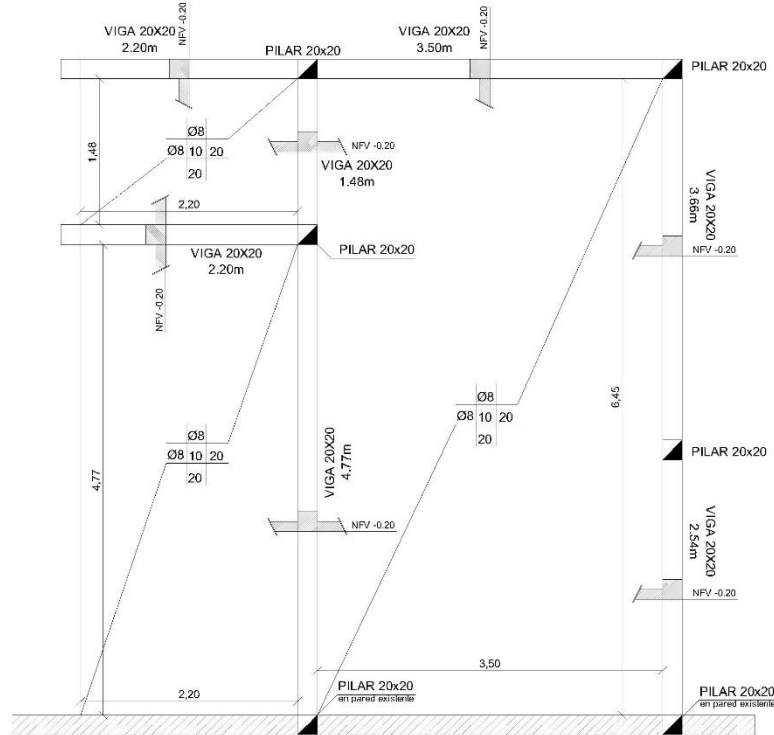 VIGA 20X20
2.20m
NFV -0.20
PILAR 20x20
VIGA 20X20
3.50m
NFV -0.20
PILAR 20x20
Ø8
Ø8 10 20
20
NFV -0.20
VIGA 20X20
1.48m
1,48
2,20
VIGA 20X20
3.66m
NFV -0.20
VIGA 20X20
2.20m
PILAR 20x20
NFV -0.20
Ø8
Ø8 10 20
20
6,45
Ø8
Ø8 10 20
20
PILAR 20x20
4,77
VIGA 20X20
4.77m
NFV -0.20
VIGA 20X20
2.54m
NFV -0.20
3,50
2,20
PILAR 20x20
en pared existente
PILAR 20x20
en pared existente